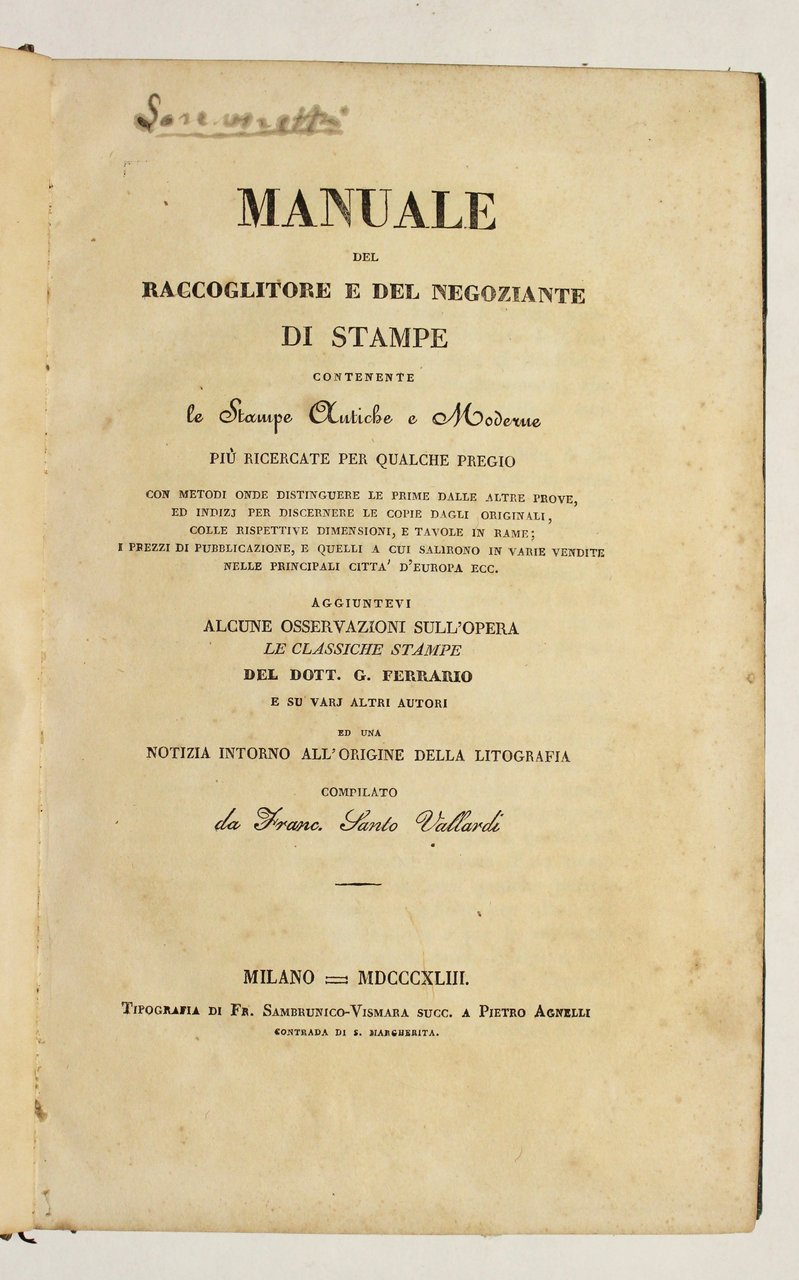 MANUALE
DEL
RACCOGLITORE E DEL NEGOZIANTE
DI STAMPE
CONTENENTE
le Stampe Antiche e Moderne
PIÙ RICERCATE PER QUALCHE PREGIO
CON METODI ONDE DISTINGUERE LE PRIME DALLE ALTRE PROVE,
ED INDIZJ PER DISCERNERE LE COPIE DAGLI ORIGINALI,
COLLE RISPETTIVE DIMENSIONI, E TAVOLE IN RAME;
I PREZZI DI PUBBLICAZIONE, E QUELLI A CUI SALIRONO IN VARIE VENDITE
NELLE PRINCIPALI CITTA' D'EUROPA ECC.
AGGIUNTEVI
ALCUNE OSSERVAZIONI SULL'OPERA
LE CLASSICHE STAMPE
DEL DOTT. G. FERRARIO
E SU VARJ ALTRI AUTORI
ED UNA
NOTIZIA INTORNO ALL'ORIGINE DELLA LITOGRAFIA
COMPILATO
da Franc. Santo Vallardi
MILANO = MDCCCXLIII.
TIPOGRAFIA DI FR. SAMBRUNICO-VISMARA SUCC. A PIETRO AGNELLI
CONTRADA DI S. MARGHERITA.